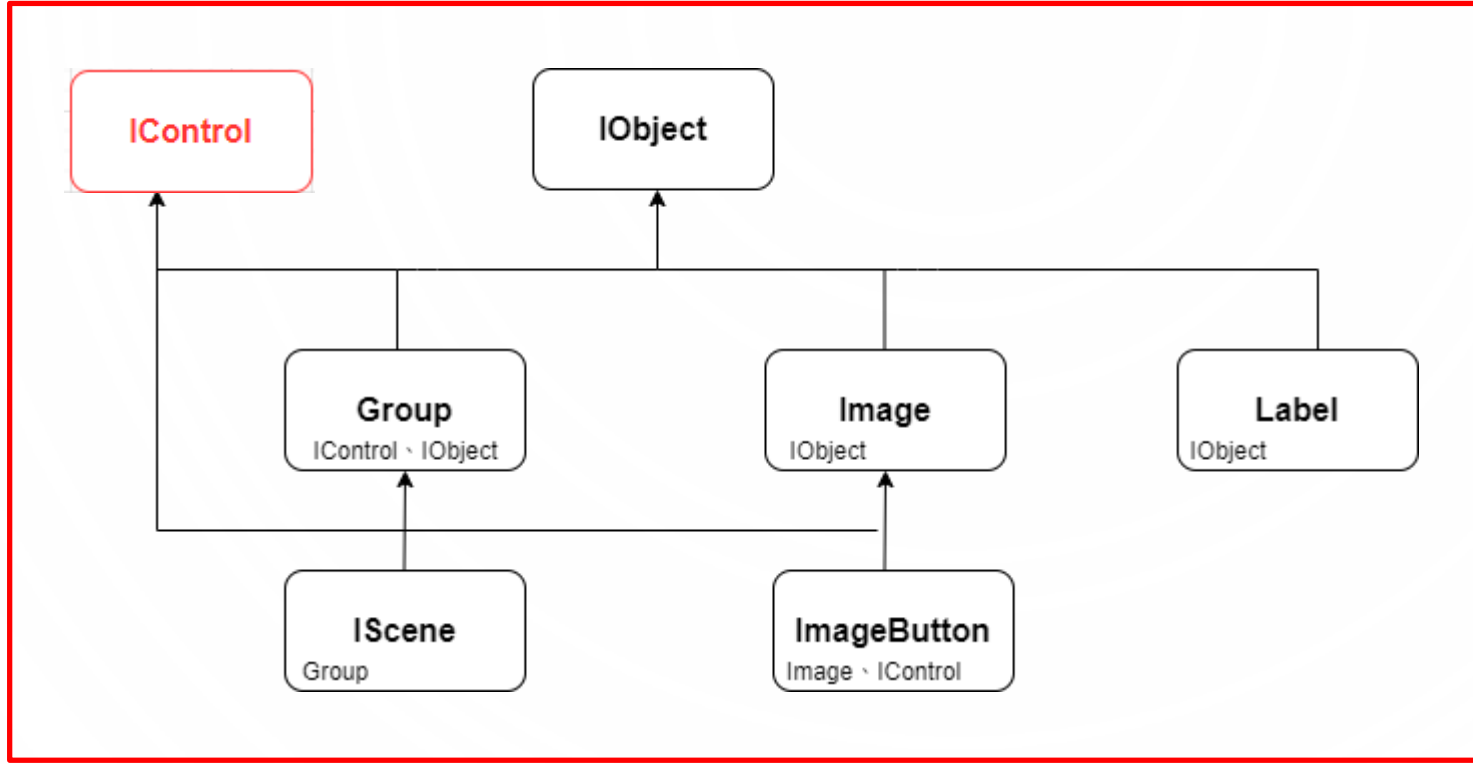 IControl
IObject
Group
IControl、IObject
Image
IObject
Label
IObject
IScene
Group
ImageButton
Image、IControl